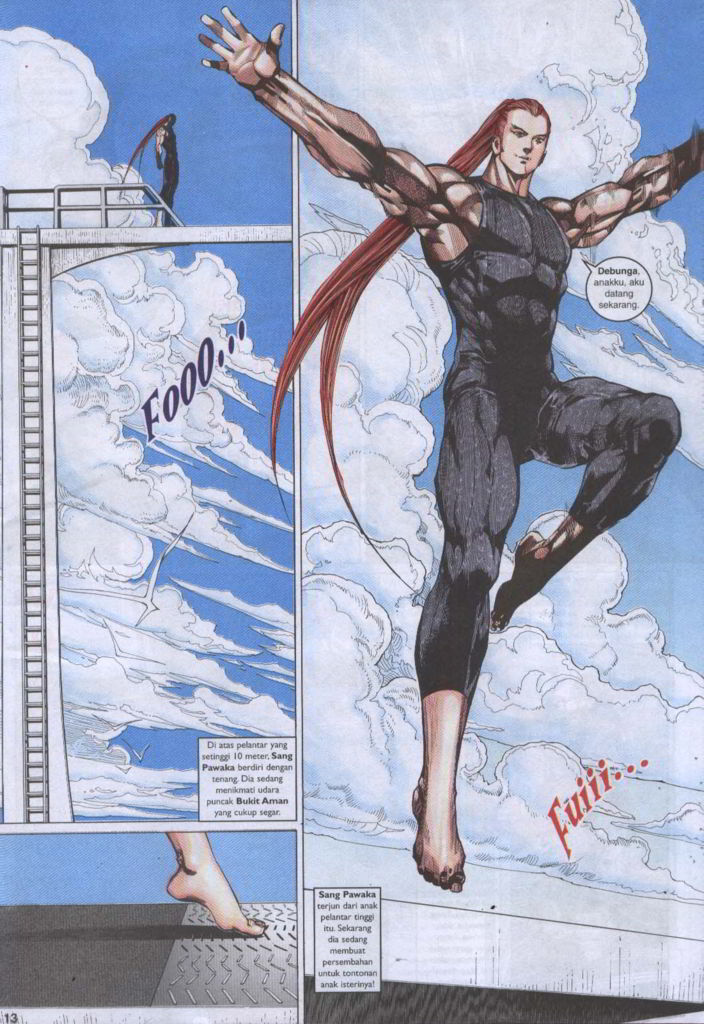 FOOO...
Di atas pelantar yang
setinggi 10 meter, Sang
Pawaka berdiri dengan
tenang. Dia sedang
menikmati udara
puncak Bukit Aman
yang cukup segar.
Debunga,
anakku, aku
datang
sekarang.
Fuiii...
Sang Pawaka
terjun dari anak
pelantar tinggi
itu. Sekarang
dia sedang
membuat
persembahan
untuk tontonan
anak isterinya!
13